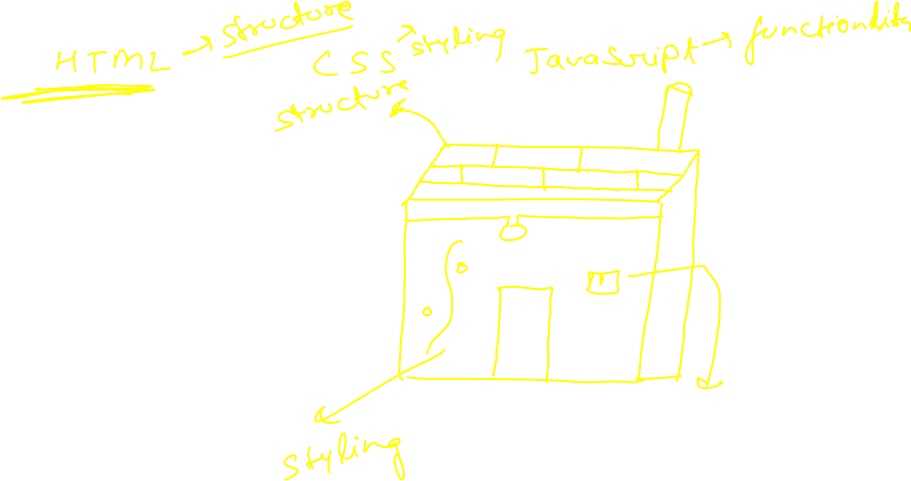 HTML → structure
CSS → styling
JavaScript → functionality
structure
styling